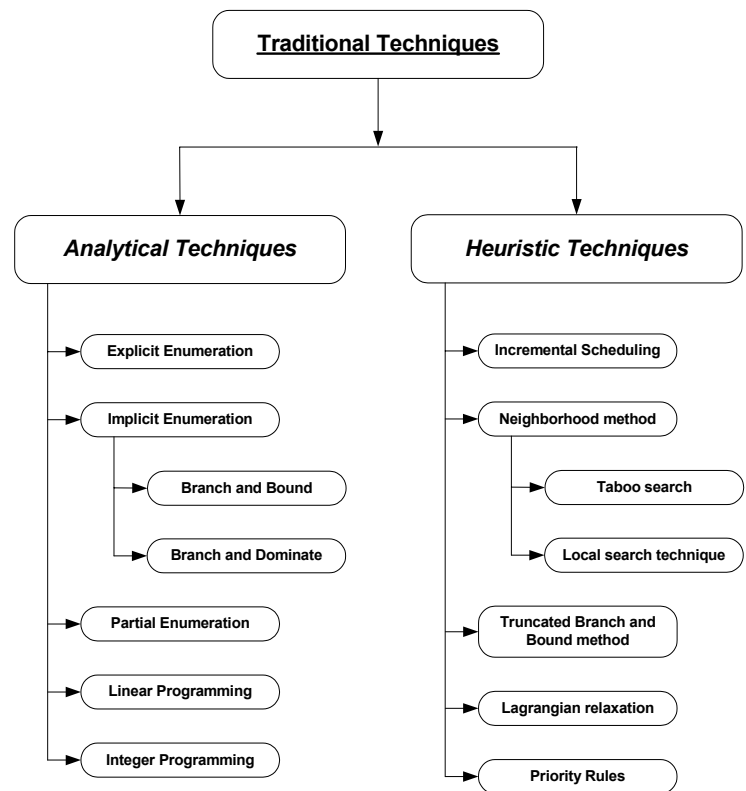 Traditional Techniques
Analytical Techniques
Explicit Enumeration
Implicit Enumeration
Branch and Bound
Branch and Dominate
Partial Enumeration
Linear Programming
Integer Programming
Heuristic Techniques
Incremental Scheduling
Neighborhood method
Taboo search
Local search technique
Truncated Branch and
Bound method
Lagrangian relaxation
Priority Rules